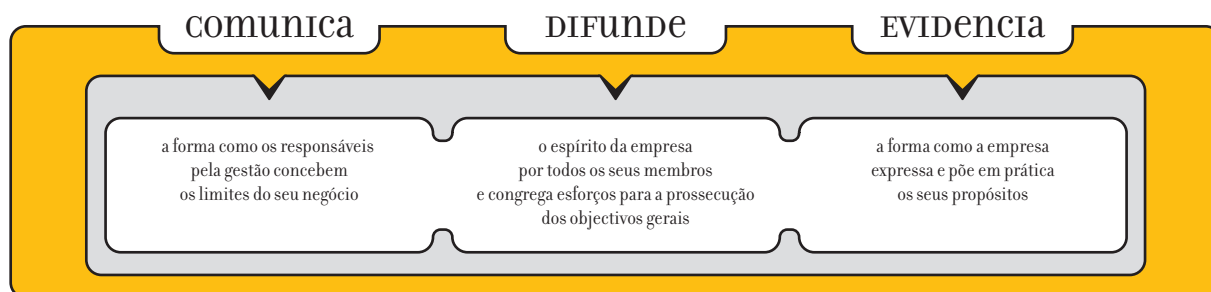 comunica
DIFunDe
EVIDencia
a forma como os responsáveis
pela gestão concebem
os limites do seu negócio
o espírito da empresa
por todos os seus membros
e congrega esforços para a prossecução
dos objectivos gerais
a forma como a empresa
expressa e põe em prática
os seus propósitos